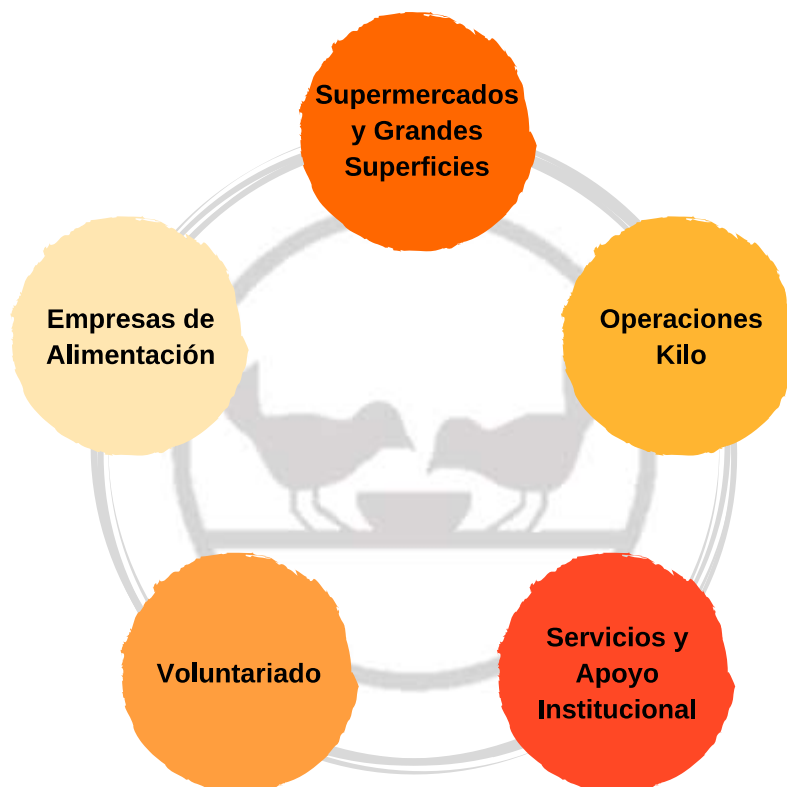 Supermercados
y Grandes
Superficies
Empresas de
Alimentación
Operaciones
Kilo
Voluntariado
Servicios y
Apoyo
Institucional